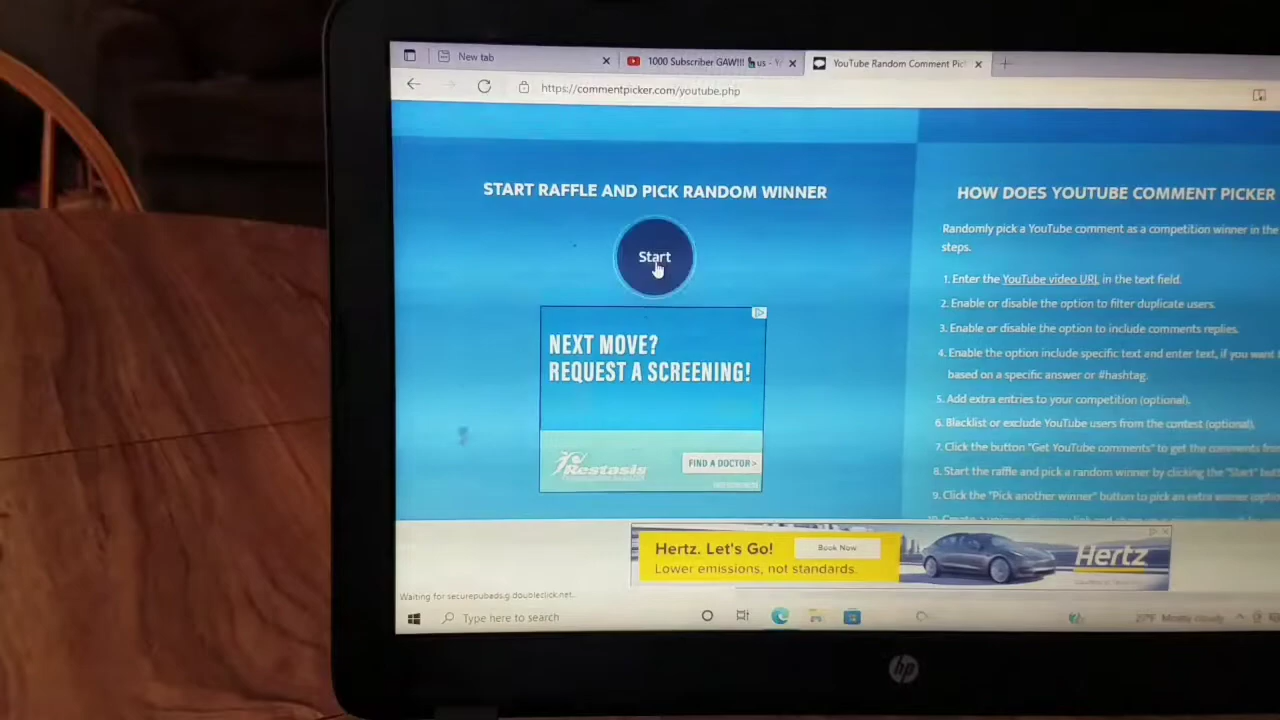 New tab
1000 Subscriber GAW!!! us - Y
YouTube Random Comment Pic
https://commentpicker.com/youtube.php
START RAFFLE AND PICK RANDOM WINNER
Start
NEXT MOVE?
REQUEST A SCREENING!
Restasis
FIND A DOCTOR >
HOW DOES YOUTUBE COMMENT PICKER
Randomly pick a YouTube comment as a competition winner in the
steps.
1. Enter the YouTube video URL in the text field.
2. Enable or disable the option to filter duplicate users.
3. Enable or disable the option to include comments replies.
4. Enable the option include specific text and enter text, if you want
based on a specific answer or #hashtag.
5. Add extra entries to your competition (optional).
6. Blacklist or exclude YouTube users from the contest (optional).
7. Click the button "Get YouTube comments" to get the comments from
8. Start the raffle and pick a random winner by clicking the "Start" but
9. Click the "Pick another winner" button to pick an extra winner
Hertz. Let's Go!
Lower emissions, not standards.
Book Now
Hertz
Waiting for securepubads.g.doubleclick.net...
Type here to search
Mostly cloudy
hp